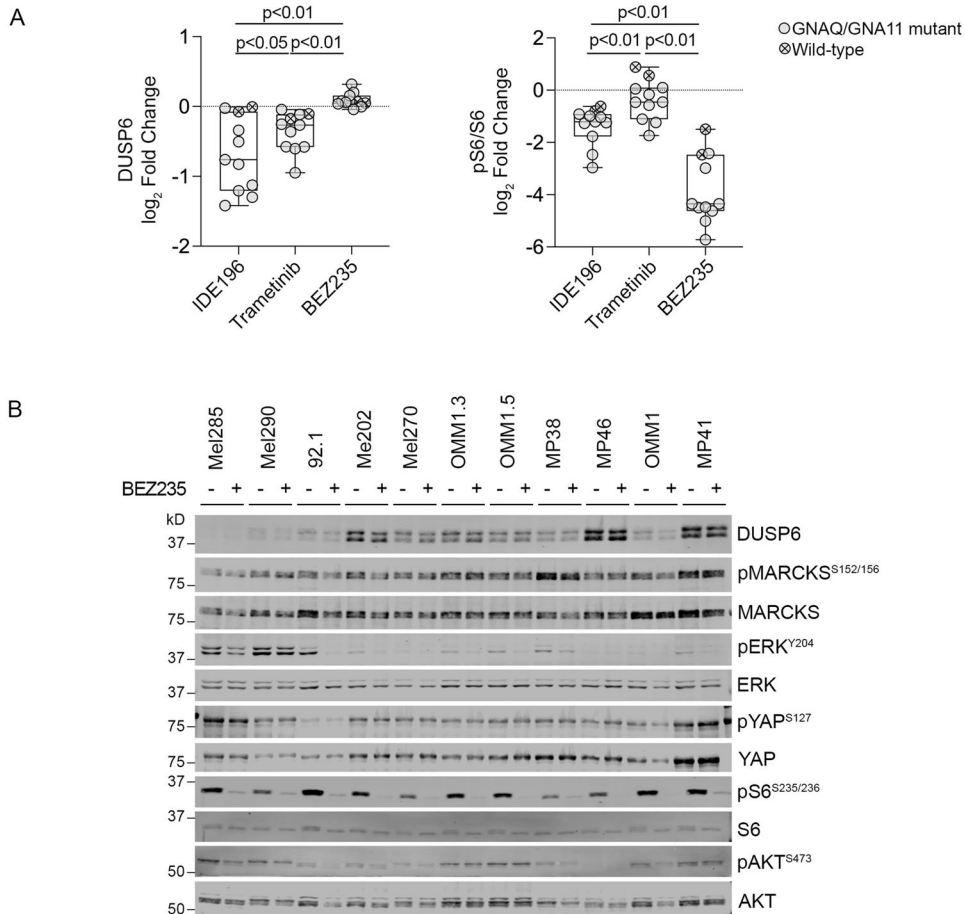 A
p<0.01
p<0.05 p<0.01
DUSP6
log2 Fold Change
1
0
-1
-2
IDE196
Trametinib
BEZ235
p<0.01
p<0.01 p<0.01
pS6/S6
log2 Fold Change
2
0
-2
-4
-6
IDE196
Trametinib
BEZ235
GNAQ/GNA11 mutant
Wild-type
B
Mel285
Mel290
92.1
Me202
Mel270
OMM1.3
OMM1.5
MP38
MP46
OMM1
MP41
BEZ235 - + - + - + - + - + - + - + - + - + - + - +
kD
37 DUSP6
75 pMARCKS S152/156
75 MARCKS
37 pERK Y204
37 ERK
75 pYAP S127
75 YAP
37 pS6 S235/236
37 S6
50 pAKT S473
50 AKT